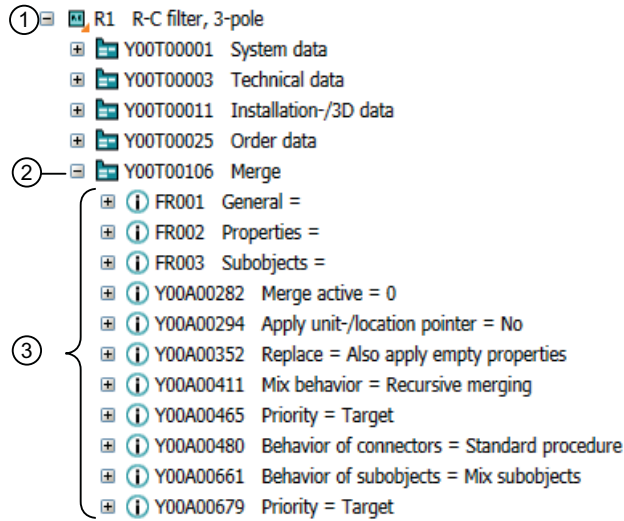 1 R1 R-C filter, 3-pole
Y00T00001 System data
Y00T00003 Technical data
Y00T00011 Installation-/3D data
Y00T00025 Order data
2 Y00T00106 Merge
FR001 General =
FR002 Properties =
FR003 Subobjects =
Y00A00282 Merge active = 0
Y00A00294 Apply unit-/location pointer = No
3 Y00A00352 Replace = Also apply empty properties
Y00A00411 Mix behavior = Recursive merging
Y00A00465 Priority = Target
Y00A00480 Behavior of connectors = Standard procedure
Y00A00661 Behavior of subobjects = Mix subobjects
Y00A00679 Priority = Target